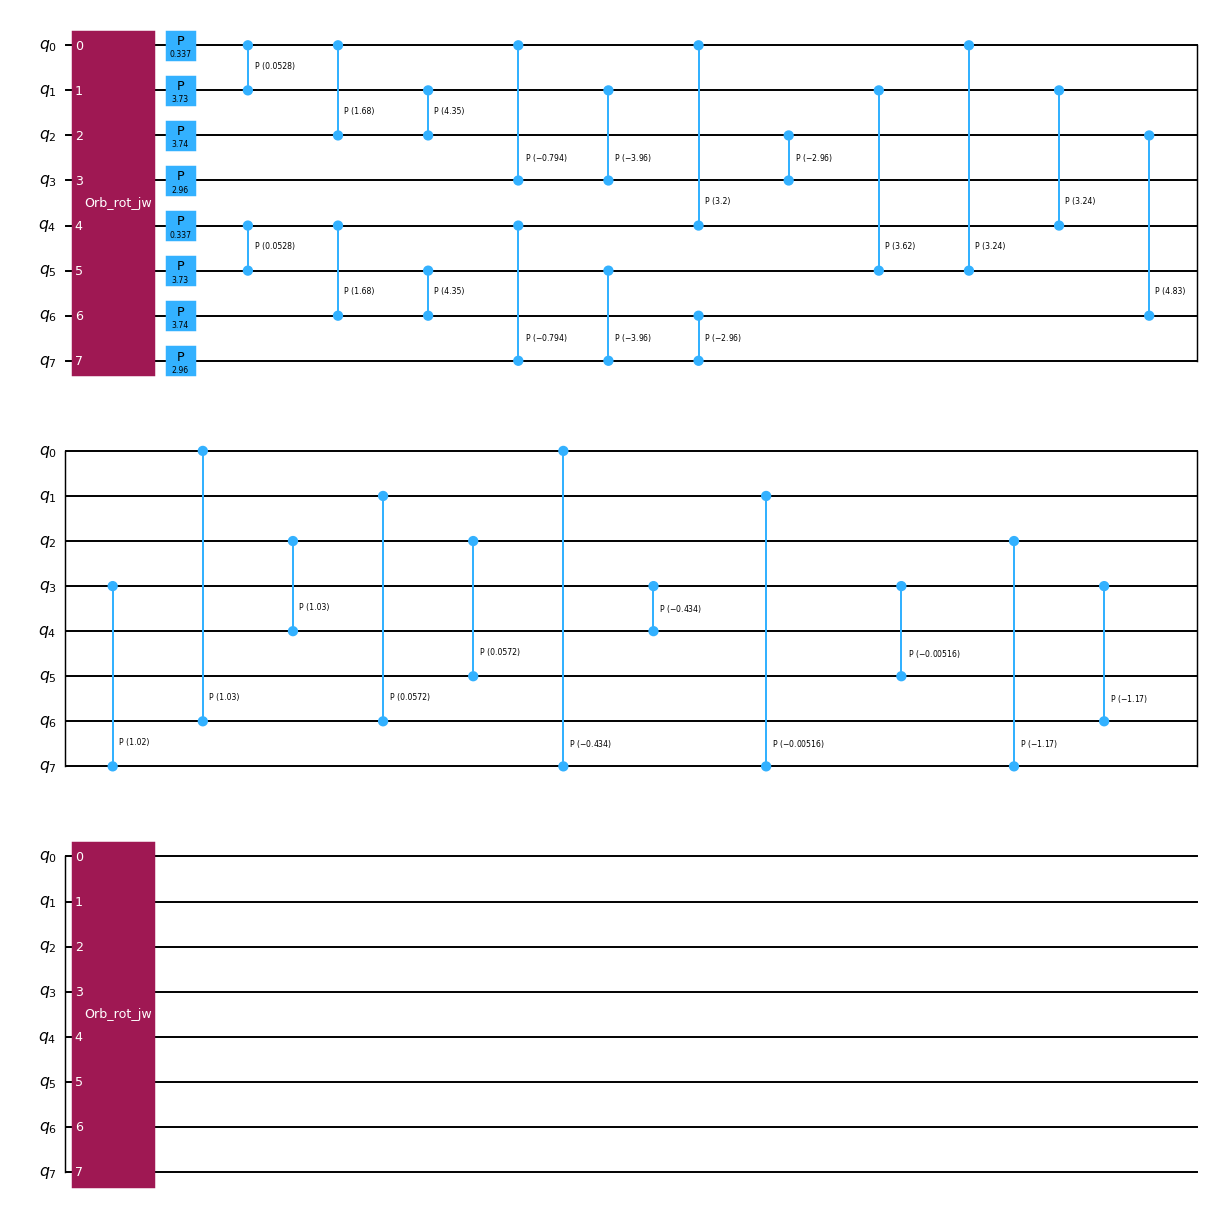 q0 0 P 0.337
P (0.0528)
q1 1 P 3.73
P (1.68) P (4.35)
q2 2 P 3.74
P (−0.794) P (−3.96) P (−2.96)
q3 3 P 2.96
Orb_rot_jw P (3.2) P (3.24)
q4 4 P 0.337
P (0.0528) P (3.62) P (3.24)
q5 5 P 3.73
P (1.68) P (4.35) P (4.83)
q6 6 P 3.74
P (−0.794) P (−3.96) P (−2.96)
q7 7 P 2.96
q0
q1
q2
q3
P (1.03) P (−0.434)
q4
P (0.0572) P (−0.00516)
q5
P (1.03) P (0.0572) P (−1.17)
q6
P (1.02) P (−0.434) P (−0.00516) P (−1.17)
q7
q0 0
q1 1
q2 2
q3 3
Orb_rot_jw
q4 4
q5 5
q6 6
q7 7